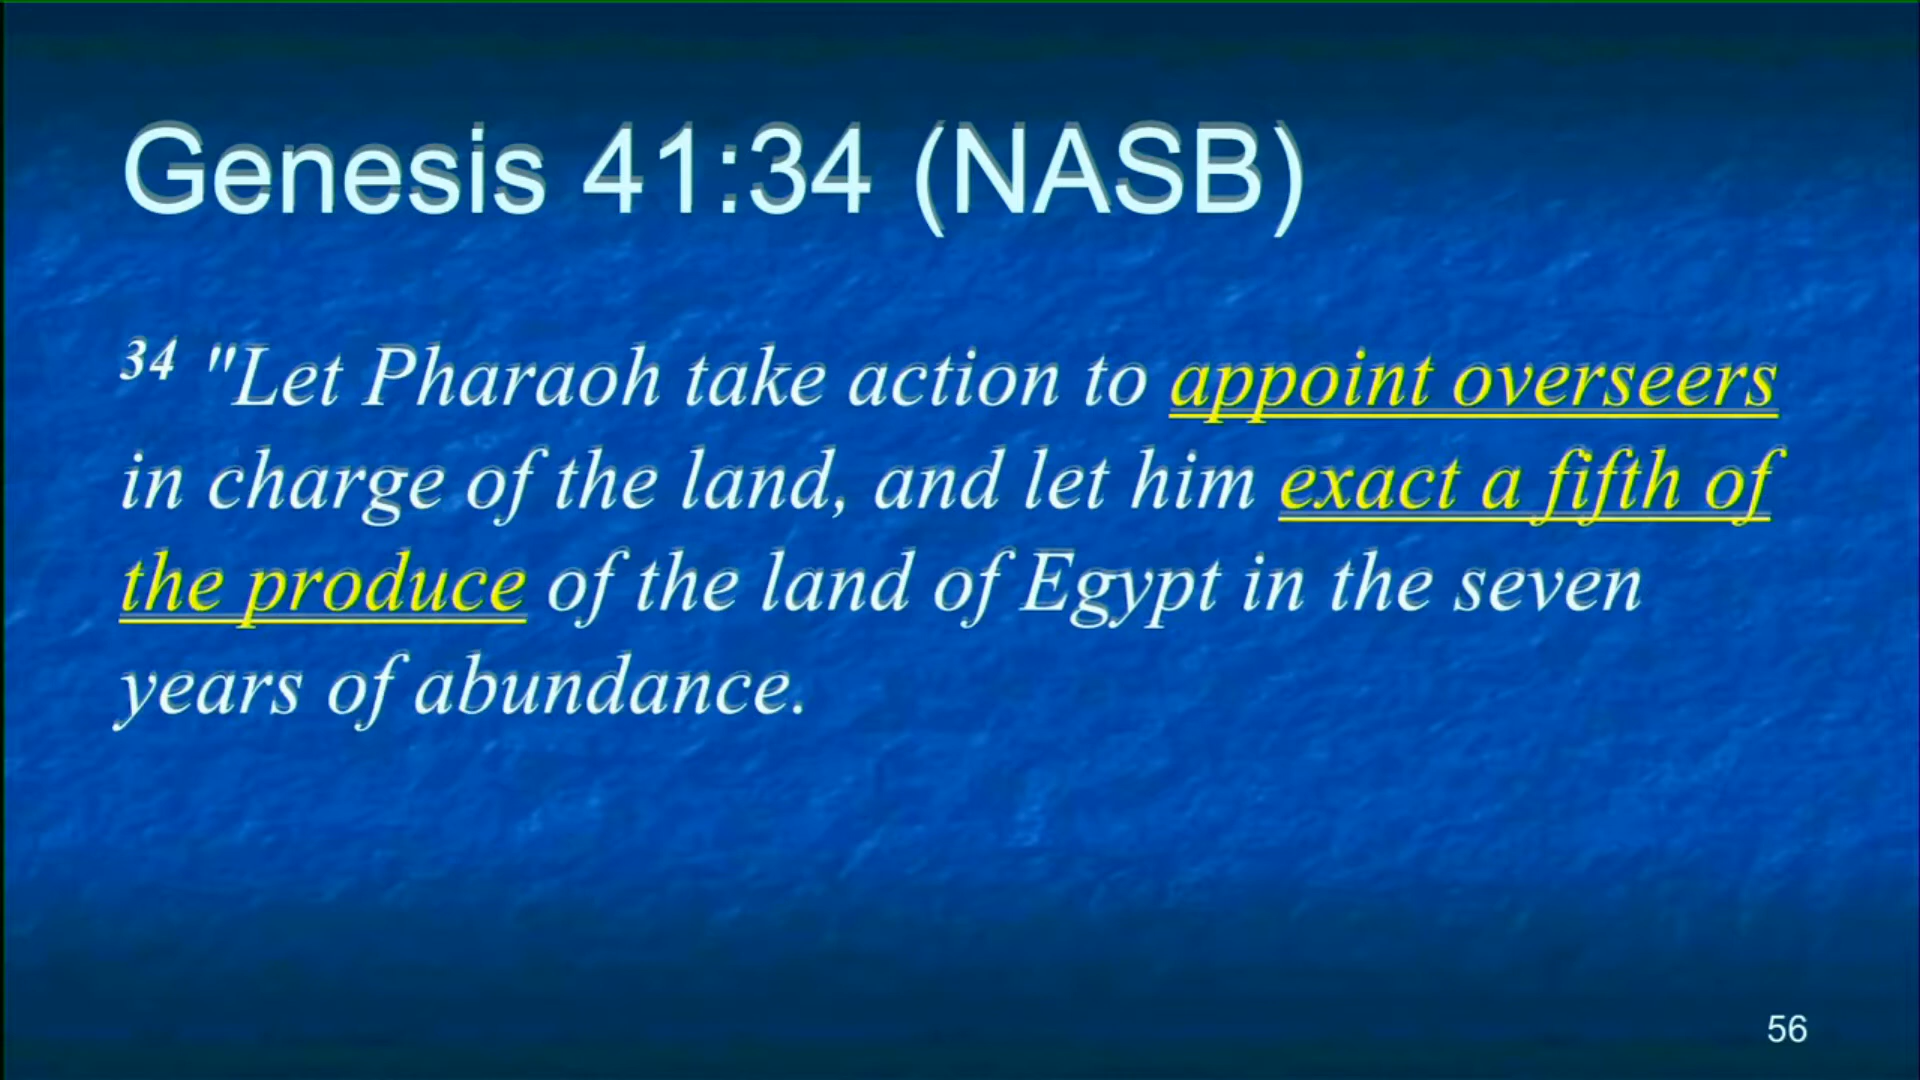 Genesis 41:34 (NASB)
34 "Let Pharaoh take action to appoint overseers
in charge of the land, and let him exact a fifth of
the produce of the land of Egypt in the seven
years of abundance.
56